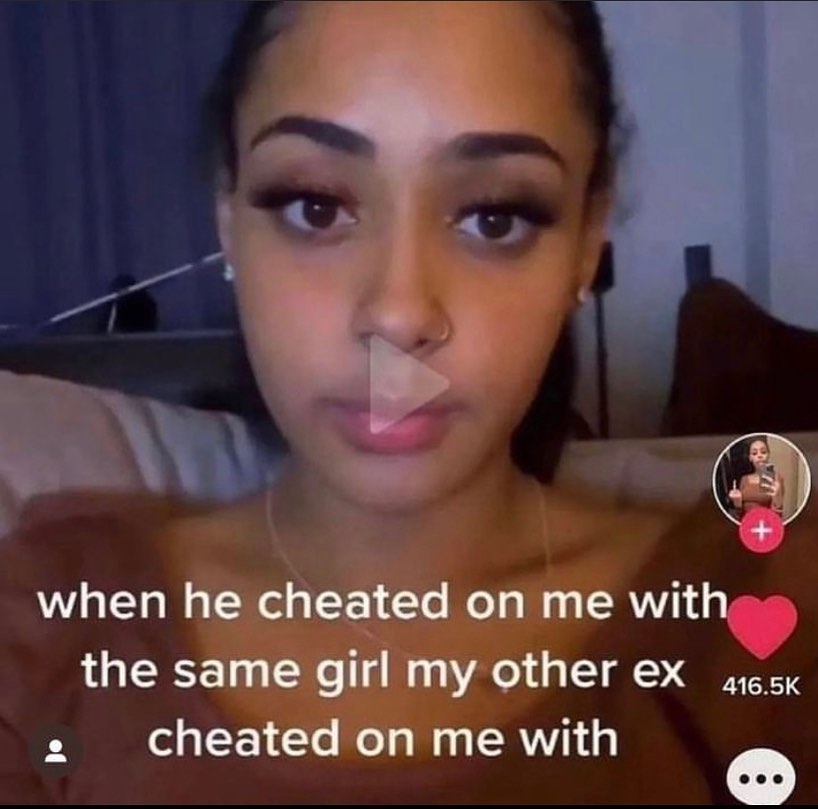 when he cheated on me with
the same girl my other ex
416.5K
cheated on me with